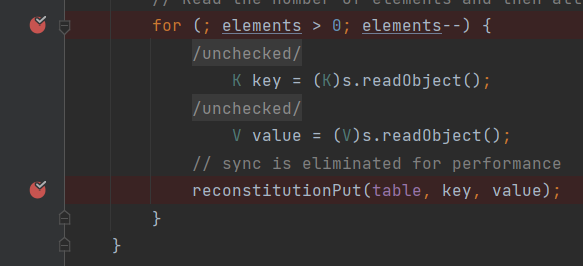 // Read the number of elements and then all
for (; elements > 0; elements--) {
/unchecked/
K key = (K)s.readObject();
/unchecked/
V value = (V)s.readObject();
// sync is eliminated for performance
reconstitutionPut(table, key, value);
}
}